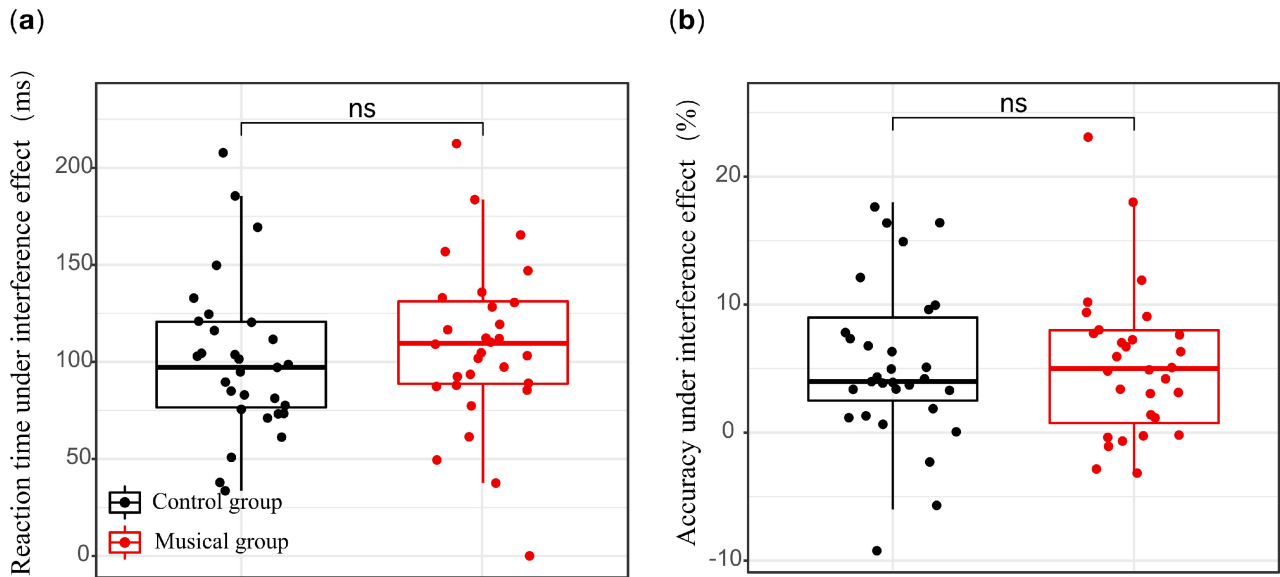 (a)
Reaction time under interference effect (ms)
ns
200
150
100
50
0
Control group
Musical group
(b)
Accuracy under interference effect (%)
ns
20
10
0
-10